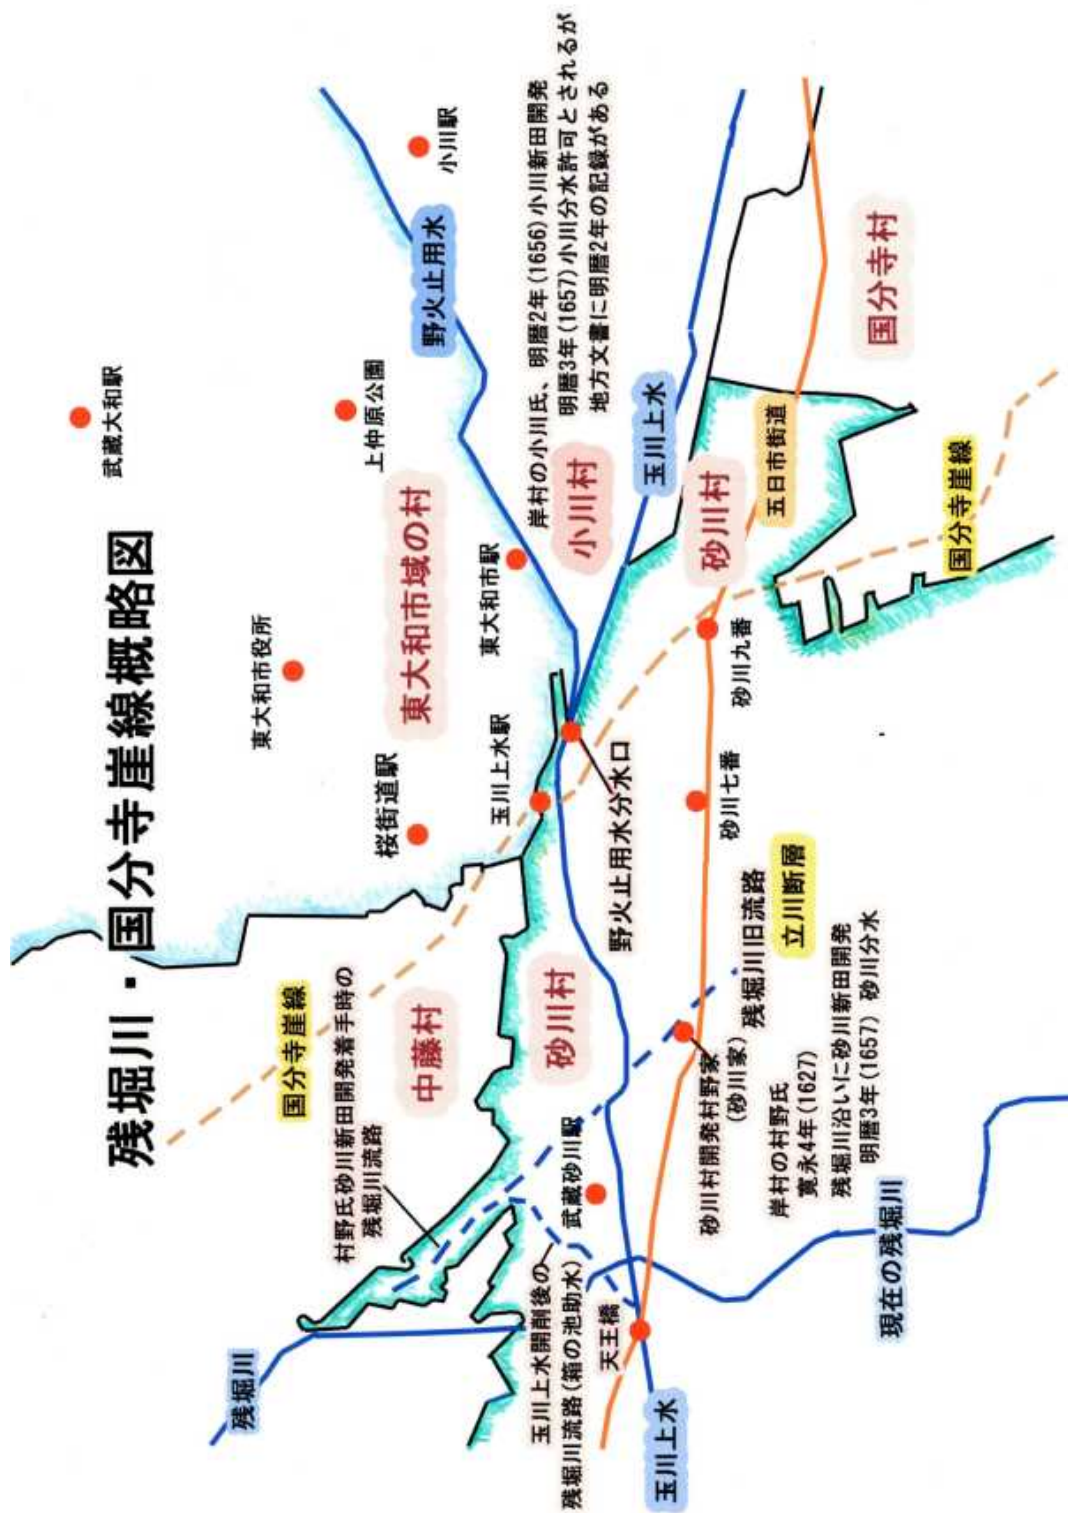 残堀川・国分寺崖線概略図
武蔵大和駅
東大和市役所
上仲原公園
小川駅
桜街道駅
東大和市域の村
野火止用水
国分寺崖線
玉川上水駅
東大和市駅
村野氏砂川新田開発着手時の
残堀川流路
中藤村
岸村の小川氏、明暦2年(1656)小川新田開発
明暦3年(1657)小川分水許可とされるが
地方文書に明暦2年の記録がある
残堀川
小川村
砂川村
玉川上水開削後の
残堀川流路(箱の池助水)
武蔵砂川駅
野火止用水分水口
玉川上水
天王橋
砂川村
玉川上水
砂川村開発村野家
(砂川家)
残堀川旧流路
砂川七番
砂川九番
五日市街道
立川断層
岸村の村野氏
寛永4年(1627)
残堀川沿いに砂川新田開発
明暦3年(1657) 砂川分水
国分寺村
現在の残堀川
国分寺崖線